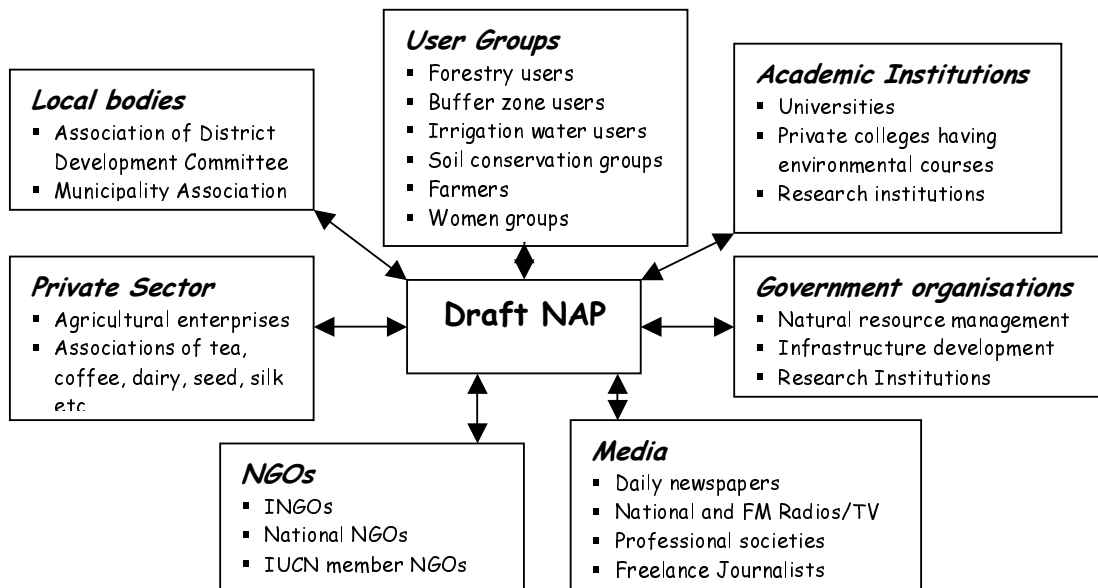 User Groups
▪ Forestry users
▪ Buffer zone users
▪ Irrigation water users
▪ Soil conservation groups
▪ Farmers
▪ Women groups
Local bodies
▪ Association of District
Development Committee
▪ Municipality Association
Academic Institutions
▪ Universities
▪ Private colleges having
environmental courses
▪ Research institutions
Private Sector
▪ Agricultural enterprises
▪ Associations of tea,
coffee, dairy, seed, silk
etc
Draft NAP
Government organisations
▪ Natural resource management
▪ Infrastructure development
▪ Research Institutions
NGOs
▪ INGOs
▪ National NGOs
▪ IUCN member NGOs
Media
▪ Daily newspapers
▪ National and FM Radios/TV
▪ Professional societies
▪ Freelance Journalists